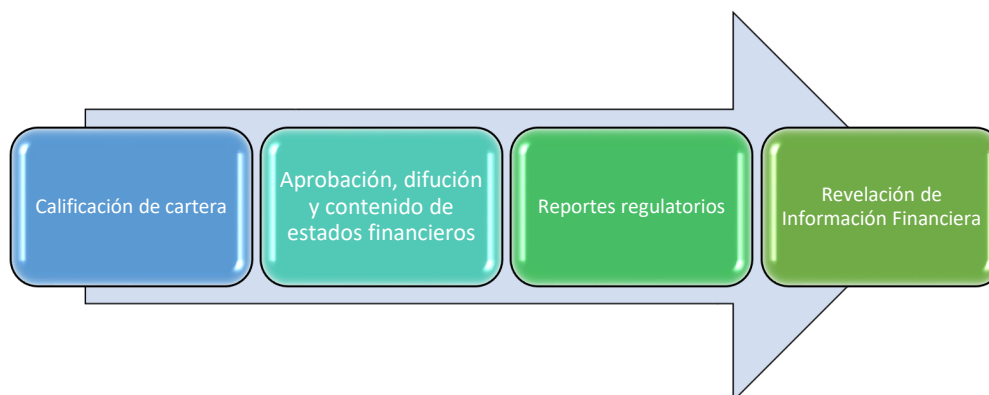 Calificación de cartera
Aprobación, difución
y contenido de
estados financieros
Reportes regulatorios
Revelación de
Información Financiera